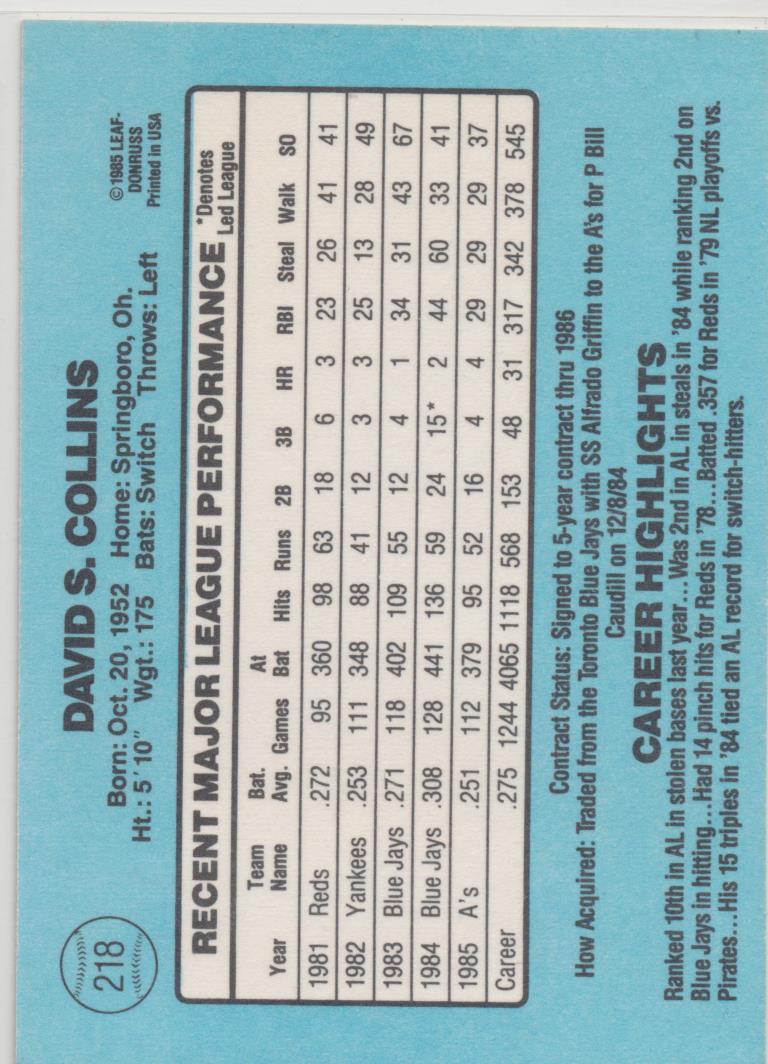 218
DAVID S. COLLINS
©1985 LEAF-
DONRUSS
Printed in USA
Born: Oct. 20, 1952 Home: Springboro, Oh.
Ht.: 5'10" Wgt.: 175 Bats: Switch Throws: Left
RECENT MAJOR LEAGUE PERFORMANCE *Denotes Led League
Year Team Name Bat. Avg. Games At Bat Hits Runs 2B 3B HR RBI Steal Walk SO
1981 Reds .272 95 360 98 63 18 6 3 23 26 41 41
1982 Yankees .253 111 348 88 41 12 3 3 25 13 28 49
1983 Blue Jays .271 118 402 109 55 12 4 1 34 31 43 67
1984 Blue Jays .308 128 441 136 59 24 15* 2 44 60 33 41
1985 A's .251 112 379 95 52 16 4 4 29 29 29 37
Career .275 1244 4065 1118 568 153 48 31 317 342 378 545
Contract Status: Signed to 5-year contract thru 1986
How Acquired: Traded from the Toronto Blue Jays with SS Alfrado Griffin to the A's for P Bill
Caudill on 12/8/84
CAREER HIGHLIGHTS
Ranked 10th in AL in stolen bases last year...Was 2nd in AL in steals in '84 while ranking 2nd on
Blue Jays in hitting...Had 14 pinch hits for Reds in '78...Batted .357 for Reds in '79 NL playoffs vs.
Pirates...His 15 triples in '84 tied an AL record for switch-hitters.